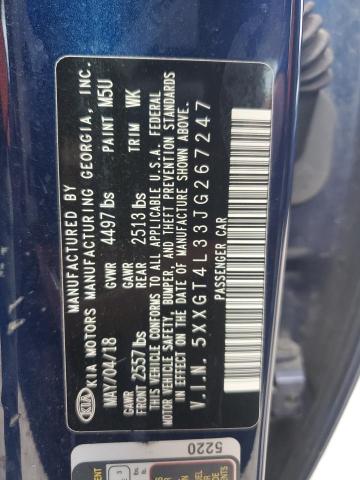 MANUFACTURED BY
KIA KIA MOTORS MANUFACTURING GEORGIA, INC.
MAY/04/18 GVWR 4497 lbs PAINT M5U
GAWR GAWR
FRONT 2557 lbs REAR 2513 lbs TRIM WK
THIS VEHICLE CONFORMS TO ALL APPLICABLE U.S.A. FEDERAL
MOTOR VEHICLE SAFETY, BUMPER, AND THEFT PREVENTION STANDARDS
IN EFFECT ON THE DATE OF MANUFACTURE SHOWN ABOVE.
V.I.N. 5XXGT4L33JG267247
PASSENGER CAR
5220